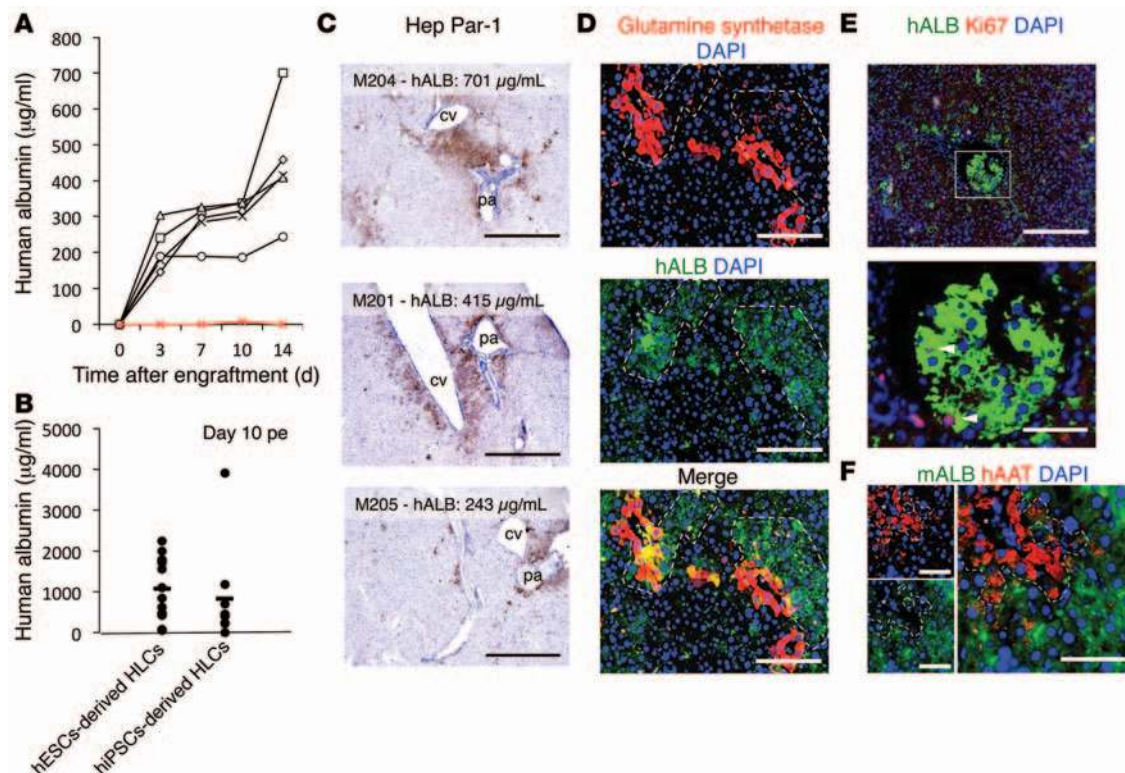 A
Human albumin (µg/ml)
800
700
600
500
400
300
200
100
0
0 3 7 10 14
Time after engraftment (d)
B
Day 10 pe
Human albumin (µg/ml)
5000
4000
3000
2000
1000
0
hESCs-derived HLCs
hiPSCs-derived HLCs
C
Hep Par-1
M204 - hALB: 701 µg/mL
cv
pa
M201 - hALB: 415 µg/mL
pa
cv
M205 - hALB: 243 µg/mL
cv
pa
D
Glutamine synthetase
DAPI
hALB DAPI
Merge
E
hALB Ki67 DAPI
F
mALB hAAT DAPI